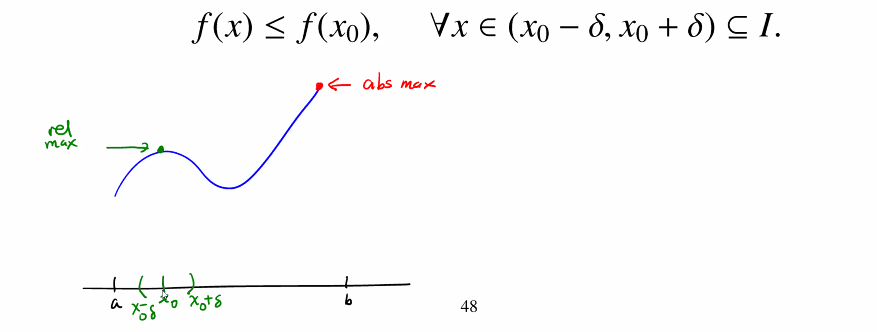 f(x) ≤ f(x₀),   ∀x ∈ (x₀ − δ, x₀ + δ) ⊆ I.
← abs max
rel
max
a x₀-δ x₀ x₀+δ b
48